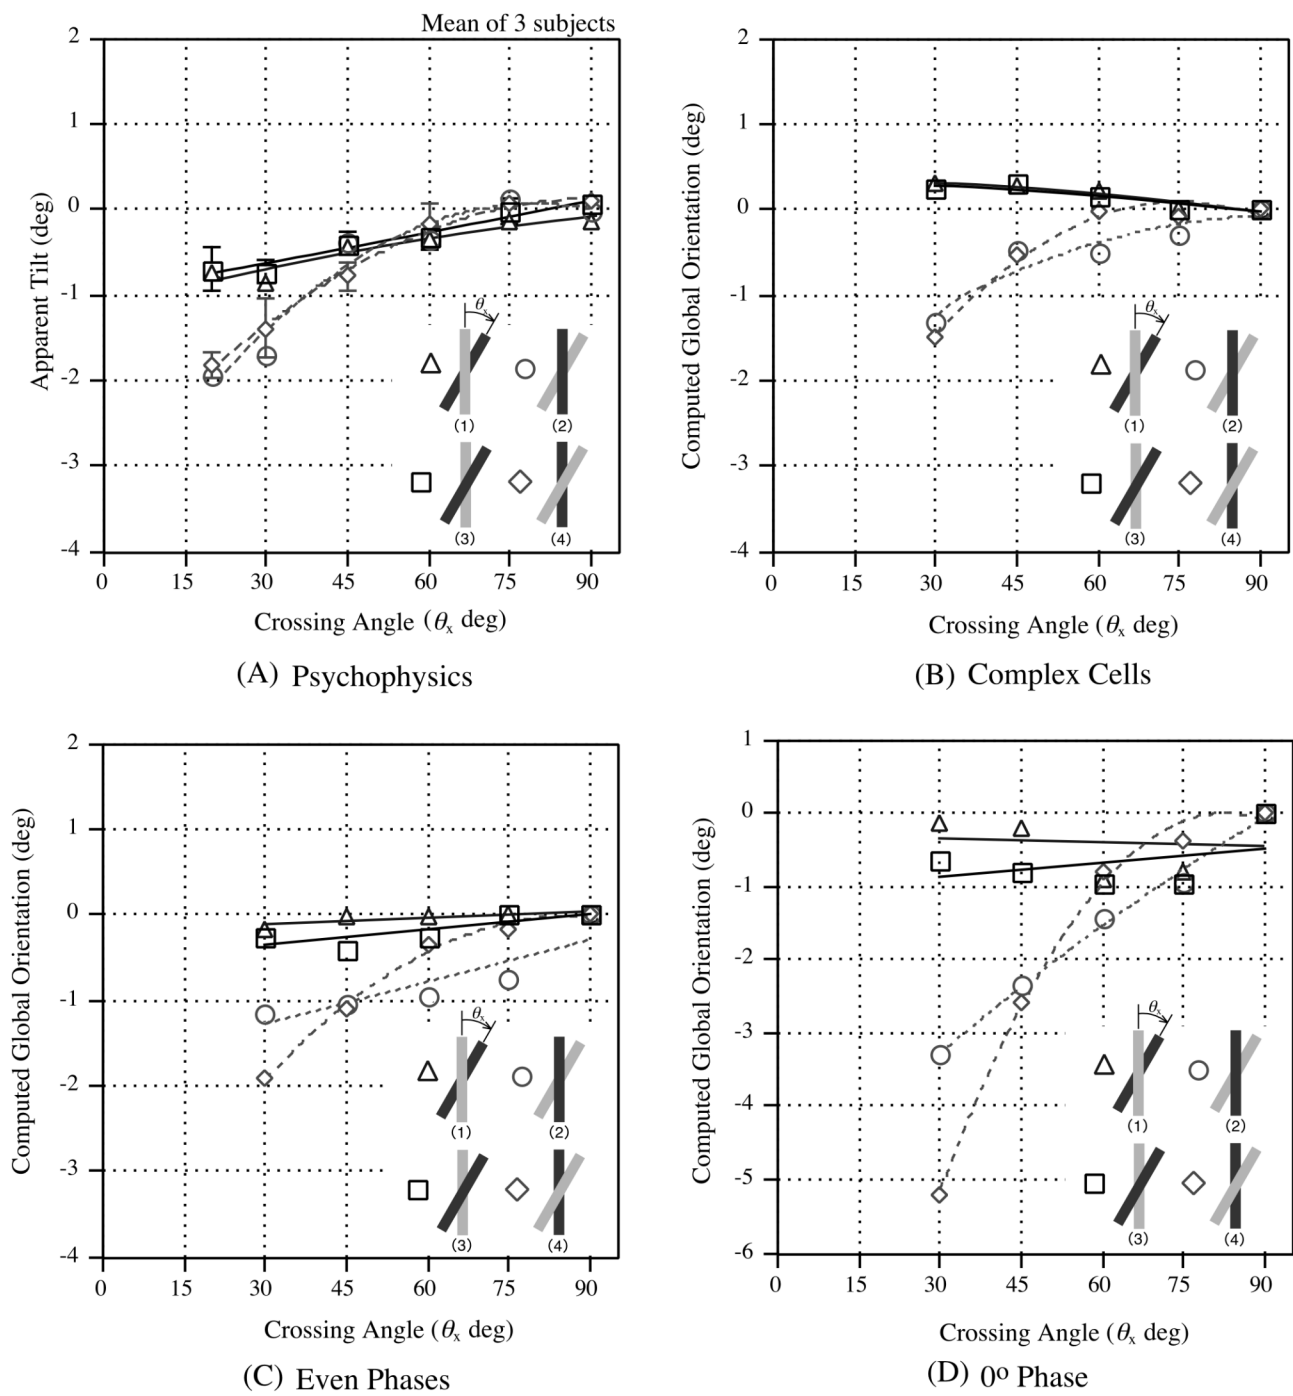 Mean of 3 subjects
2
1
0
-1
-2
-3
-4
Apparent Tilt (deg)
θx
(1)
(2)
(3)
(4)
0 15 30 45 60 75 90
Crossing Angle (θx deg)
(A) Psychophysics
2
1
0
-1
-2
-3
-4
Computed Global Orientation (deg)
θx
(1)
(2)
(3)
(4)
0 15 30 45 60 75 90
Crossing Angle (θx deg)
(B) Complex Cells
2
1
0
-1
-2
-3
-4
Computed Global Orientation (deg)
θx
(1)
(2)
(3)
(4)
0 15 30 45 60 75 90
Crossing Angle (θx deg)
(C) Even Phases
1
0
-1
-2
-3
-4
-5
-6
Computed Global Orientation (deg)
θx
(1)
(2)
(3)
(4)
0 15 30 45 60 75 90
Crossing Angle (θx deg)
(D) 0º Phase